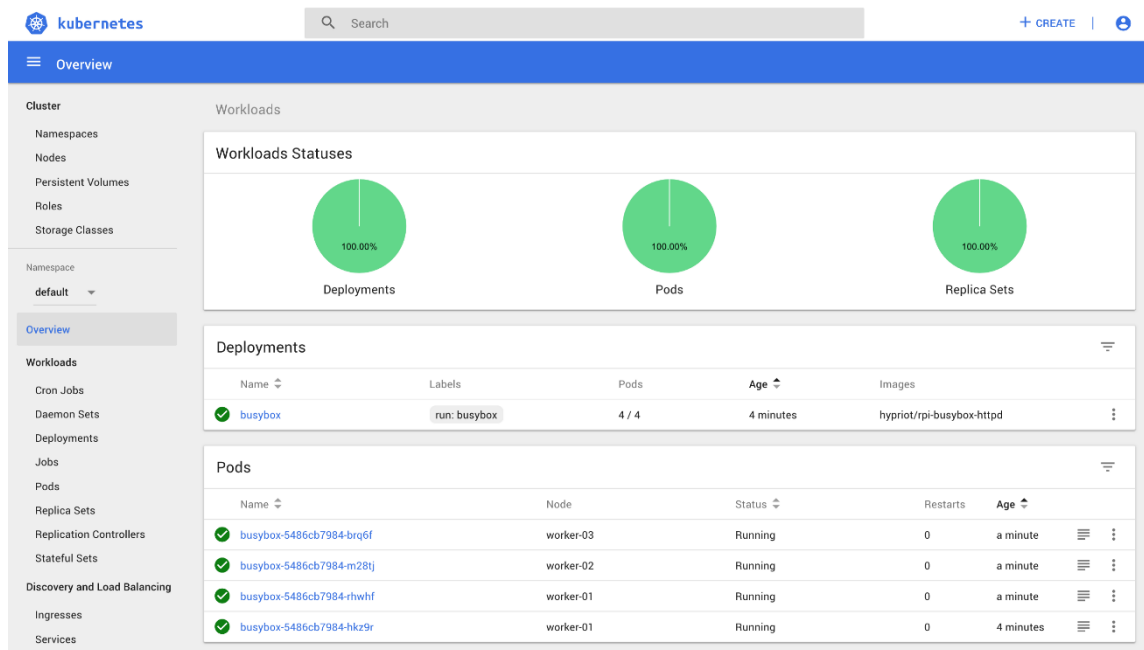 kubernetes
Search
+ CREATE |
Overview
Cluster
Namespaces
Nodes
Persistent Volumes
Roles
Storage Classes
Namespace
default
Overview
Workloads
Cron Jobs
Daemon Sets
Deployments
Jobs
Pods
Replica Sets
Replication Controllers
Stateful Sets
Discovery and Load Balancing
Ingresses
Services
Workloads
Workloads Statuses
100.00% 100.00% 100.00%
Deployments Pods Replica Sets
Deployments
Name Labels Pods Age Images
busybox run: busybox 4 / 4 4 minutes hypriot/rpi-busybox-httpd
Pods
Name Node Status Restarts Age
busybox-5486cb7984-brq6f worker-03 Running 0 a minute
busybox-5486cb7984-m28tj worker-02 Running 0 a minute
busybox-5486cb7984-rhwhf worker-01 Running 0 a minute
busybox-5486cb7984-hkz9r worker-01 Running 0 4 minutes